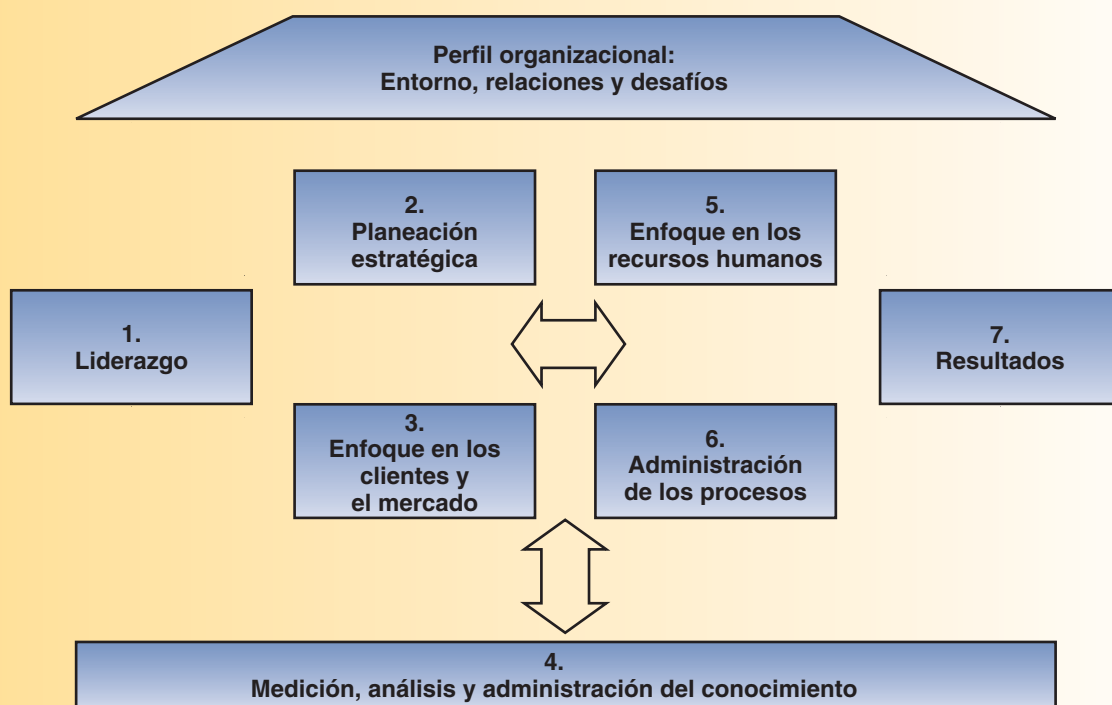 Perfil organizacional:
Entorno, relaciones y desafíos
2.
Planeación
estratégica
5.
Enfoque en los
recursos humanos
1.
Liderazgo
7.
Resultados
3.
Enfoque en los
clientes y
el mercado
6.
Administración
de los procesos
4.
Medición, análisis y administración del conocimiento